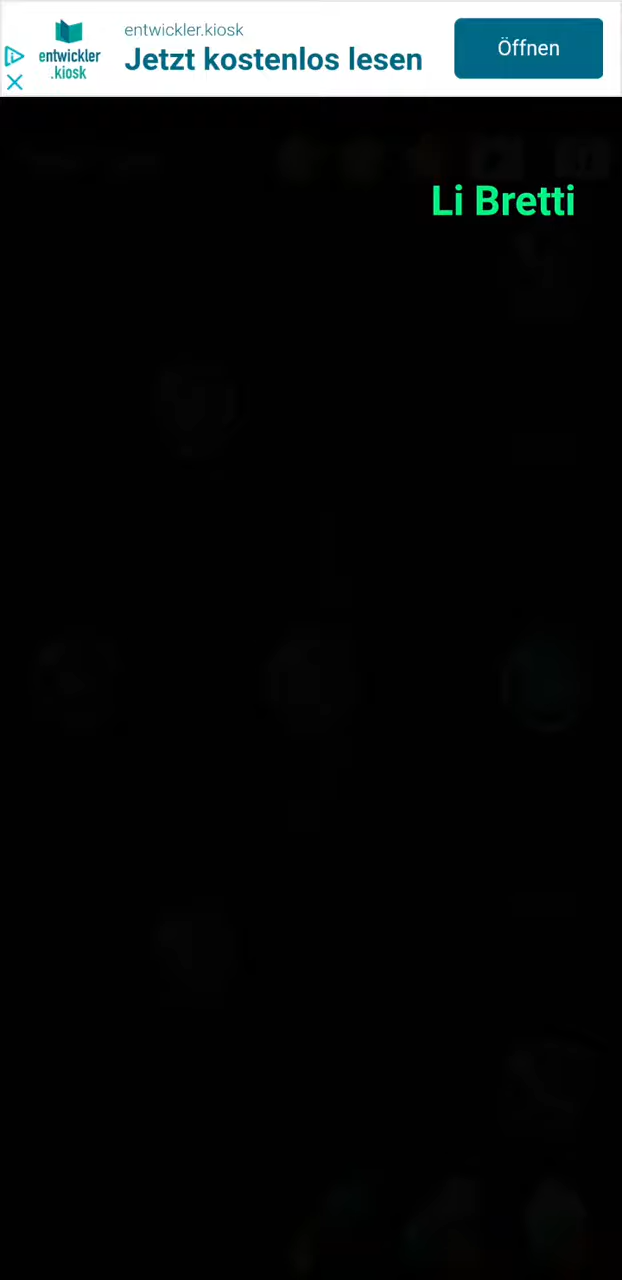 entwickler.kiosk
Jetzt kostenlos lesen
Öffnen
entwickler
.kiosk
Li Bretti